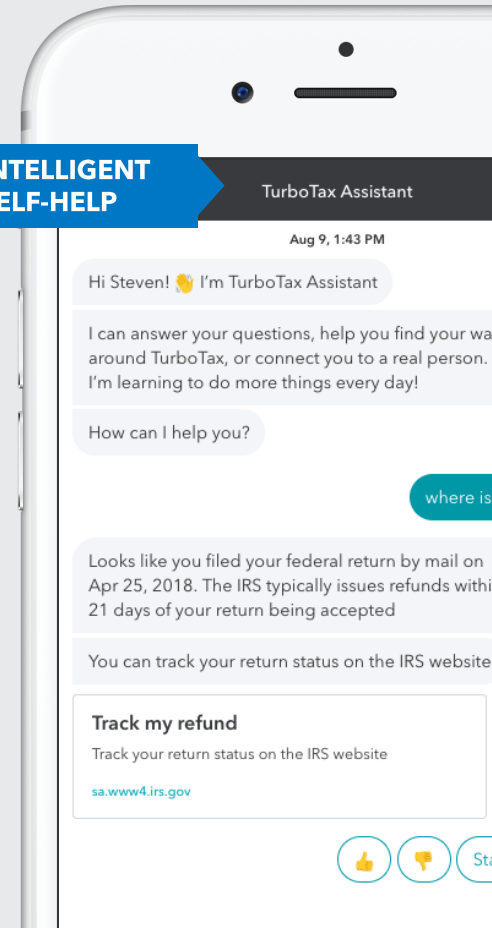 NTELLIGENT
ELF-HELP
TurboTax Assistant
Aug 9, 1:43 PM
Hi Steven! 👋 I'm TurboTax Assistant
I can answer your questions, help you find your wa
around TurboTax, or connect you to a real person.
I'm learning to do more things every day!
How can I help you?
where is
Looks like you filed your federal return by mail on
Apr 25, 2018. The IRS typically issues refunds withi
21 days of your return being accepted
You can track your return status on the IRS website
Track my refund
Track your return status on the IRS website
sa.www4.irs.gov
Sta